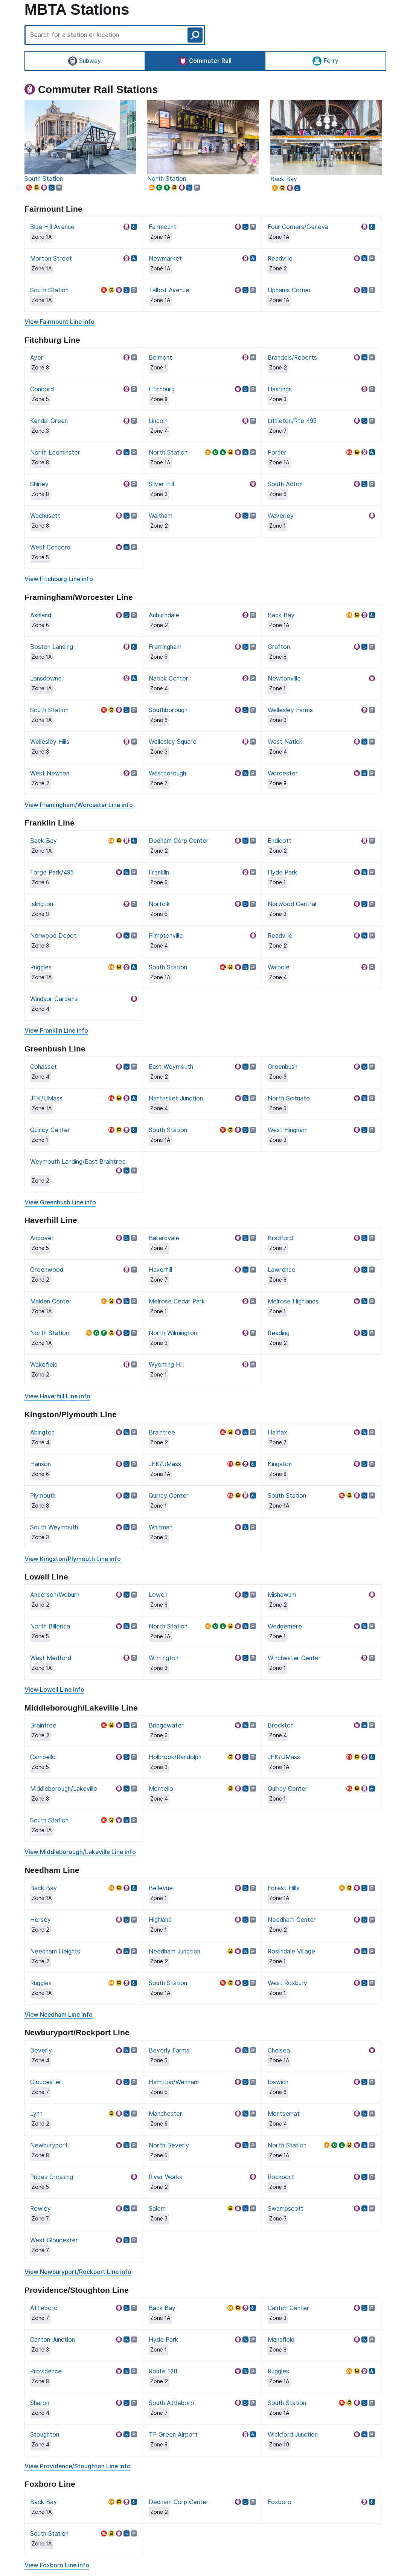 MBTA Stations
Search for a station or community
Subway
Commuter Rail
Ferry
Commuter Rail Stations
South Station
North Station
Back Bay
Fairmount Line
Blue Hill Avenue
Zone 1A
Fairmount
Zone 1A
Four Corners/Geneva
Zone 1A
Morton Street
Zone 1A
Newmarket
Zone 1A
Readville
Zone 2
South Station
Zone 1A
Talbot Avenue
Zone 1A
Uphams Corner
Zone 1A
View Fairmount Line info
Fitchburg Line
Ayer
Zone 8
Belmont
Zone 1
Brandeis/Roberts
Zone 2
Concord
Zone 5
Fitchburg
Zone 8
Hastings
Zone 3
Kendal Green
Zone 3
Lincoln
Zone 4
Littleton/Rte 495
Zone 7
North Leominster
Zone 8
North Station
Zone 1A
Porter
Zone 1A
Shirley
Zone 8
Silver Hill
Zone 3
South Acton
Zone 6
Wachusett
Zone 8
Waltham
Zone 2
Waverley
Zone 1
West Concord
Zone 5
View Fitchburg Line info
Framingham/Worcester Line
Ashland
Zone 6
Auburndale
Zone 2
Back Bay
Zone 1A
Boston Landing
Zone 1A
Framingham
Zone 5
Grafton
Zone 8
Lansdowne
Zone 1A
Natick Center
Zone 4
Newtonville
Zone 1
South Station
Zone 1A
Southborough
Zone 6
Wellesley Farms
Zone 3
Wellesley Hills
Zone 3
Wellesley Square
Zone 3
West Natick
Zone 4
West Newton
Zone 2
Westborough
Zone 7
Worcester
Zone 8
View Framingham/Worcester Line info
Franklin Line
Back Bay
Zone 1A
Dedham Corp Center
Zone 2
Endicott
Zone 2
Forge Park/495
Zone 6
Franklin
Zone 6
Hyde Park
Zone 1
Islington
Zone 3
Norfolk
Zone 5
Norwood Central
Zone 3
Norwood Depot
Zone 3
Plimptonville
Zone 4
Readville
Zone 2
Ruggles
Zone 1A
South Station
Zone 1A
Walpole
Zone 4
Windsor Gardens
Zone 4
View Franklin Line info
Greenbush Line
Cohasset
Zone 4
East Weymouth
Zone 2
Greenbush
Zone 6
JFK/UMass
Zone 1A
Nantasket Junction
Zone 4
North Scituate
Zone 5
Quincy Center
Zone 1
South Station
Zone 1A
West Hingham
Zone 3
Weymouth Landing/East Braintree
Zone 2
View Greenbush Line info
Haverhill Line
Andover
Zone 5
Ballardvale
Zone 4
Bradford
Zone 7
Greenwood
Zone 2
Haverhill
Zone 7
Lawrence
Zone 6
Malden Center
Zone 1A
Melrose Cedar Park
Zone 1
Melrose Highlands
Zone 1
North Station
Zone 1A
North Wilmington
Zone 3
Reading
Zone 2
Wakefield
Zone 2
Wyoming Hill
Zone 1
View Haverhill Line info
Kingston/Plymouth Line
Abington
Zone 4
Braintree
Zone 2
Halifax
Zone 7
Hanson
Zone 6
JFK/UMass
Zone 1A
Kingston
Zone 8
Plymouth
Zone 8
Quincy Center
Zone 1
South Station
Zone 1A
South Weymouth
Zone 3
Whitman
Zone 5
View Kingston/Plymouth Line info
Lowell Line
Anderson/Woburn
Zone 2
Lowell
Zone 6
Mishawum
Zone 2
North Billerica
Zone 5
North Station
Zone 1A
Wedgemere
Zone 1
West Medford
Zone 1A
Wilmington
Zone 3
Winchester Center
Zone 1
View Lowell Line info
Middleborough/Lakeville Line
Braintree
Zone 2
Bridgewater
Zone 6
Brockton
Zone 4
Campello
Zone 5
Holbrook/Randolph
Zone 3
JFK/UMass
Zone 1A
Middleborough/Lakeville
Zone 8
Montello
Zone 4
Quincy Center
Zone 1
South Station
Zone 1A
View Middleborough/Lakeville Line info
Needham Line
Back Bay
Zone 1A
Bellevue
Zone 1
Forest Hills
Zone 1A
Hersey
Zone 2
Highland
Zone 1
Needham Center
Zone 2
Needham Heights
Zone 2
Needham Junction
Zone 2
Roslindale Village
Zone 1
Ruggles
Zone 1A
South Station
Zone 1A
West Roxbury
Zone 1
View Needham Line info
Newburyport/Rockport Line
Beverly
Zone 4
Beverly Farms
Zone 5
Chelsea
Zone 1A
Gloucester
Zone 7
Hamilton/Wenham
Zone 5
Ipswich
Zone 6
Lynn
Zone 2
Manchester
Zone 6
Montserrat
Zone 4
Newburyport
Zone 8
North Beverly
Zone 5
North Station
Zone 1A
Prides Crossing
Zone 5
River Works
Zone 2
Rockport
Zone 8
Rowley
Zone 7
Salem
Zone 3
Swampscott
Zone 3
West Gloucester
Zone 7
View Newburyport/Rockport Line info
Providence/Stoughton Line
Attleboro
Zone 7
Back Bay
Zone 1A
Canton Center
Zone 3
Canton Junction
Zone 3
Hyde Park
Zone 1
Mansfield
Zone 6
Providence
Zone 8
Route 128
Zone 2
Ruggles
Zone 1A
Sharon
Zone 4
South Attleboro
Zone 7
South Station
Zone 1A
Stoughton
Zone 4
TF Green Airport
Zone 9
Wickford Junction
Zone 10
View Providence/Stoughton Line info
Foxboro Line
Back Bay
Zone 1A
Dedham Corp Center
Zone 2
Foxboro
South Station
Zone 1A
View Foxboro Line info